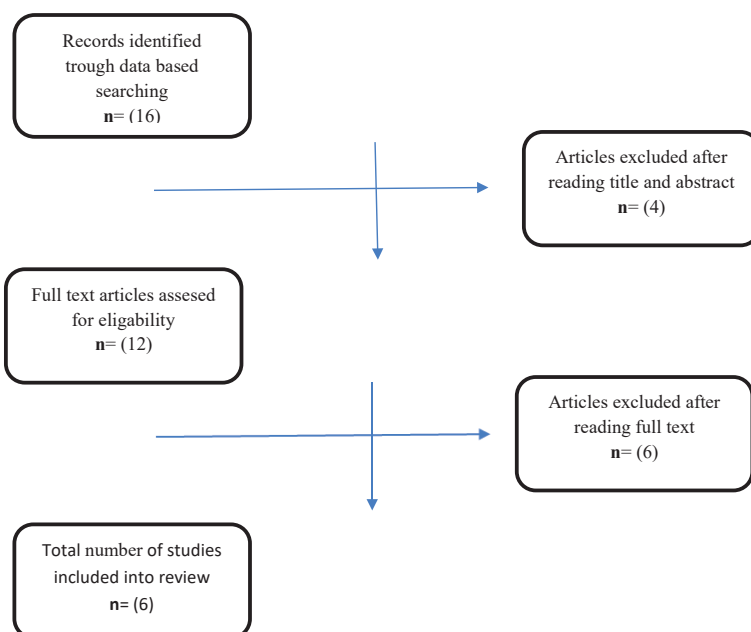 Records identified
trough data based
searching
n= (16)
Articles excluded after
reading title and abstract
n= (4)
Full text articles assesed
for eligability
n= (12)
Articles excluded after
reading full text
n= (6)
Total number of studies
included into review
n= (6)